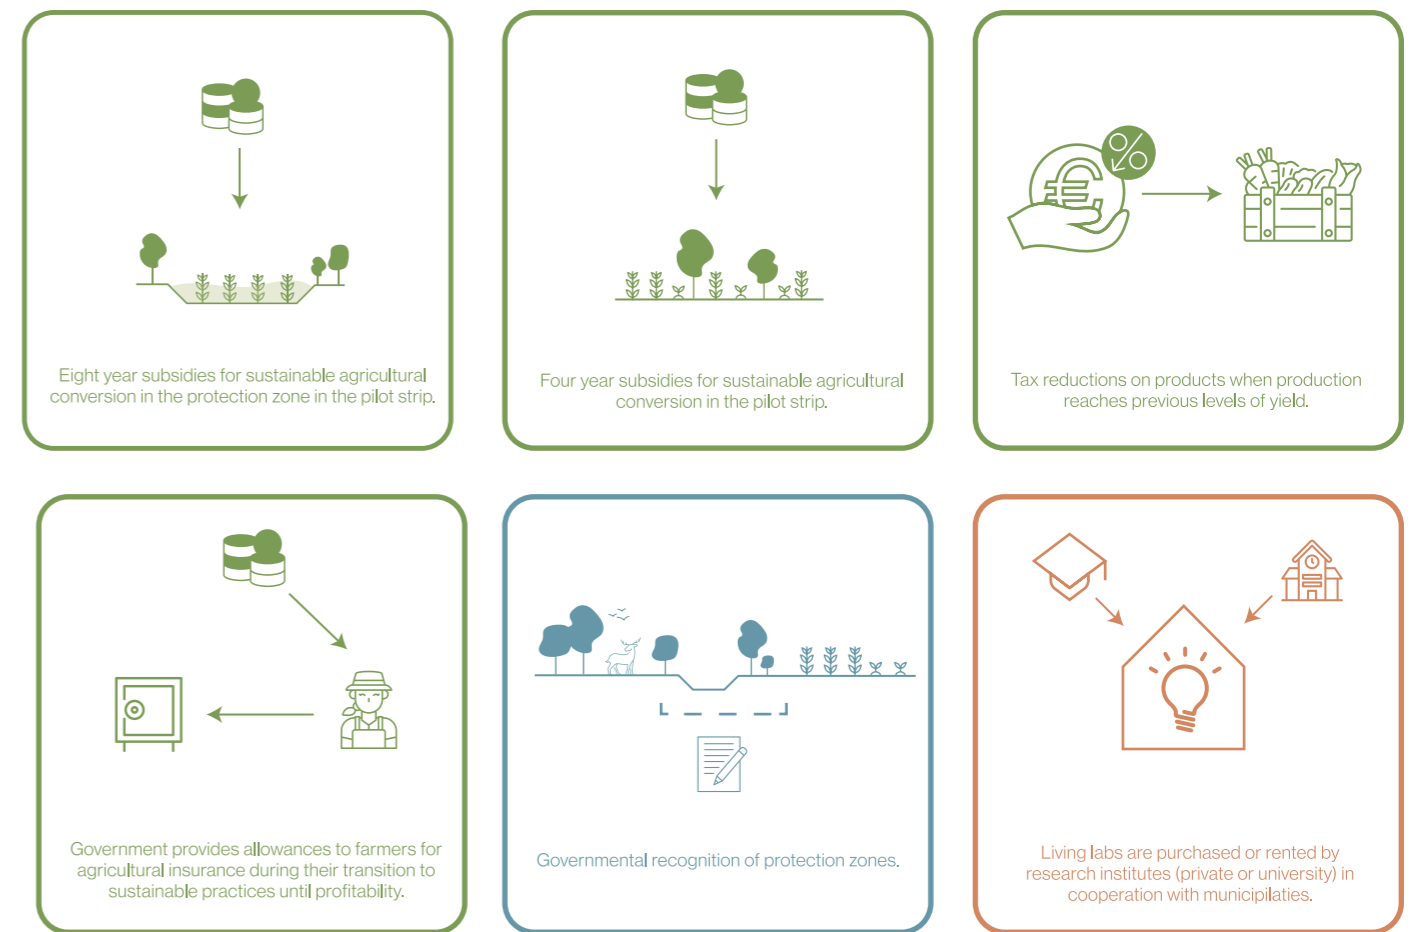 Eight year subsidies for sustainable agricultural
conversion in the protection zone in the pilot strip.
Four year subsidies for sustainable agricultural
conversion in the pilot strip.
Tax reductions on products when production
reaches previous levels of yield.
Government provides allowances to farmers for
agricultural insurance during their transition to
sustainable practices until profitability.
Governmental recognition of protection zones.
Living labs are purchased or rented by
research institutes (private or university) in
cooperation with municipilaties.